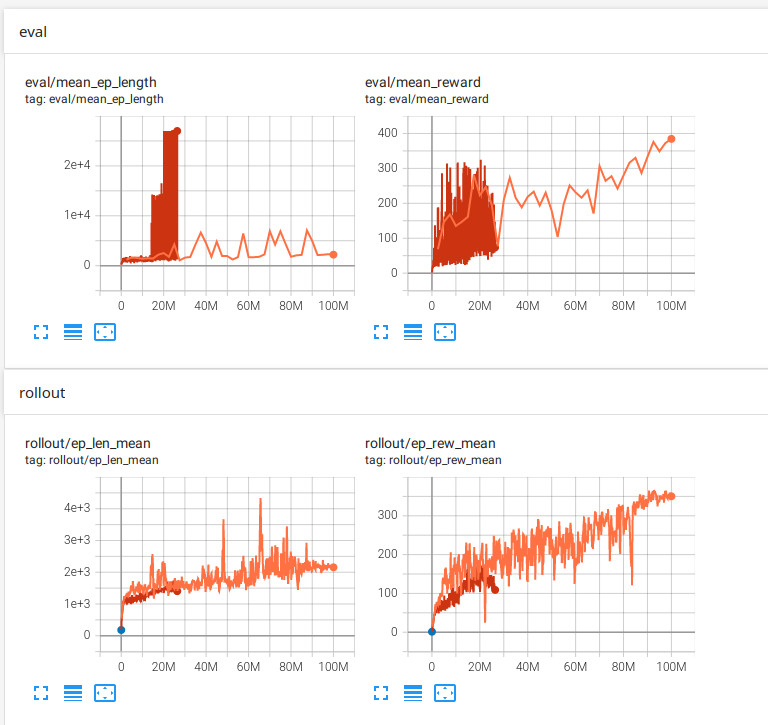 eval
eval/mean_ep_length
tag: eval/mean_ep_length
2e+4
1e+4
0
0 20M 40M 60M 80M 100M
eval/mean_reward
tag: eval/mean_reward
400
300
200
100
0
0 20M 40M 60M 80M 100M
rollout
rollout/ep_len_mean
tag: rollout/ep_len_mean
4e+3
3e+3
2e+3
1e+3
0
0 20M 40M 60M 80M 100M
rollout/ep_rew_mean
tag: rollout/ep_rew_mean
300
200
100
0
0 20M 40M 60M 80M 100M